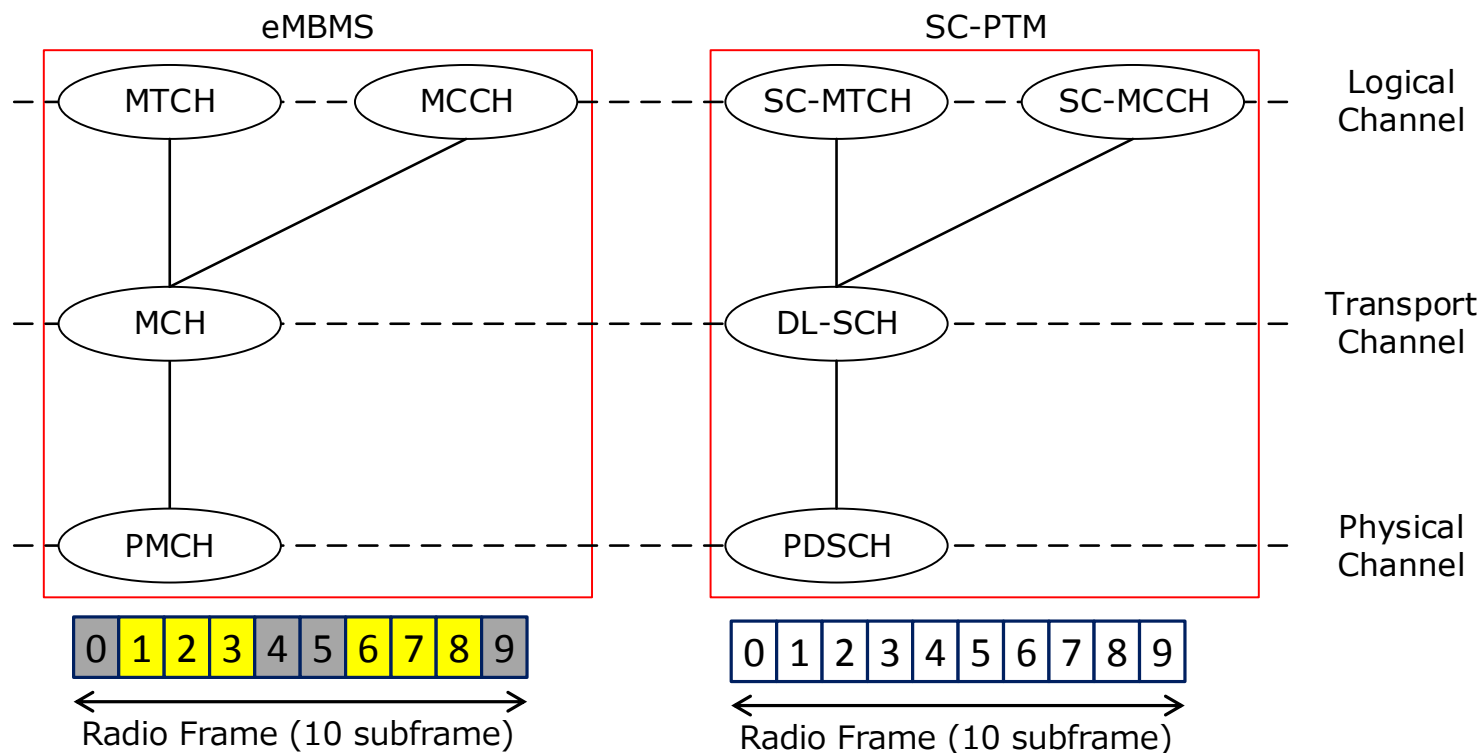 eMBMS
SC-PTM
MTCH
MCCH
SC-MTCH
SC-MCCH
Logical
Channel
MCH
DL-SCH
Transport
Channel
PMCH
PDSCH
Physical
Channel
0 1 2 3 4 5 6 7 8 9
0 1 2 3 4 5 6 7 8 9
Radio Frame (10 subframe)
Radio Frame (10 subframe)